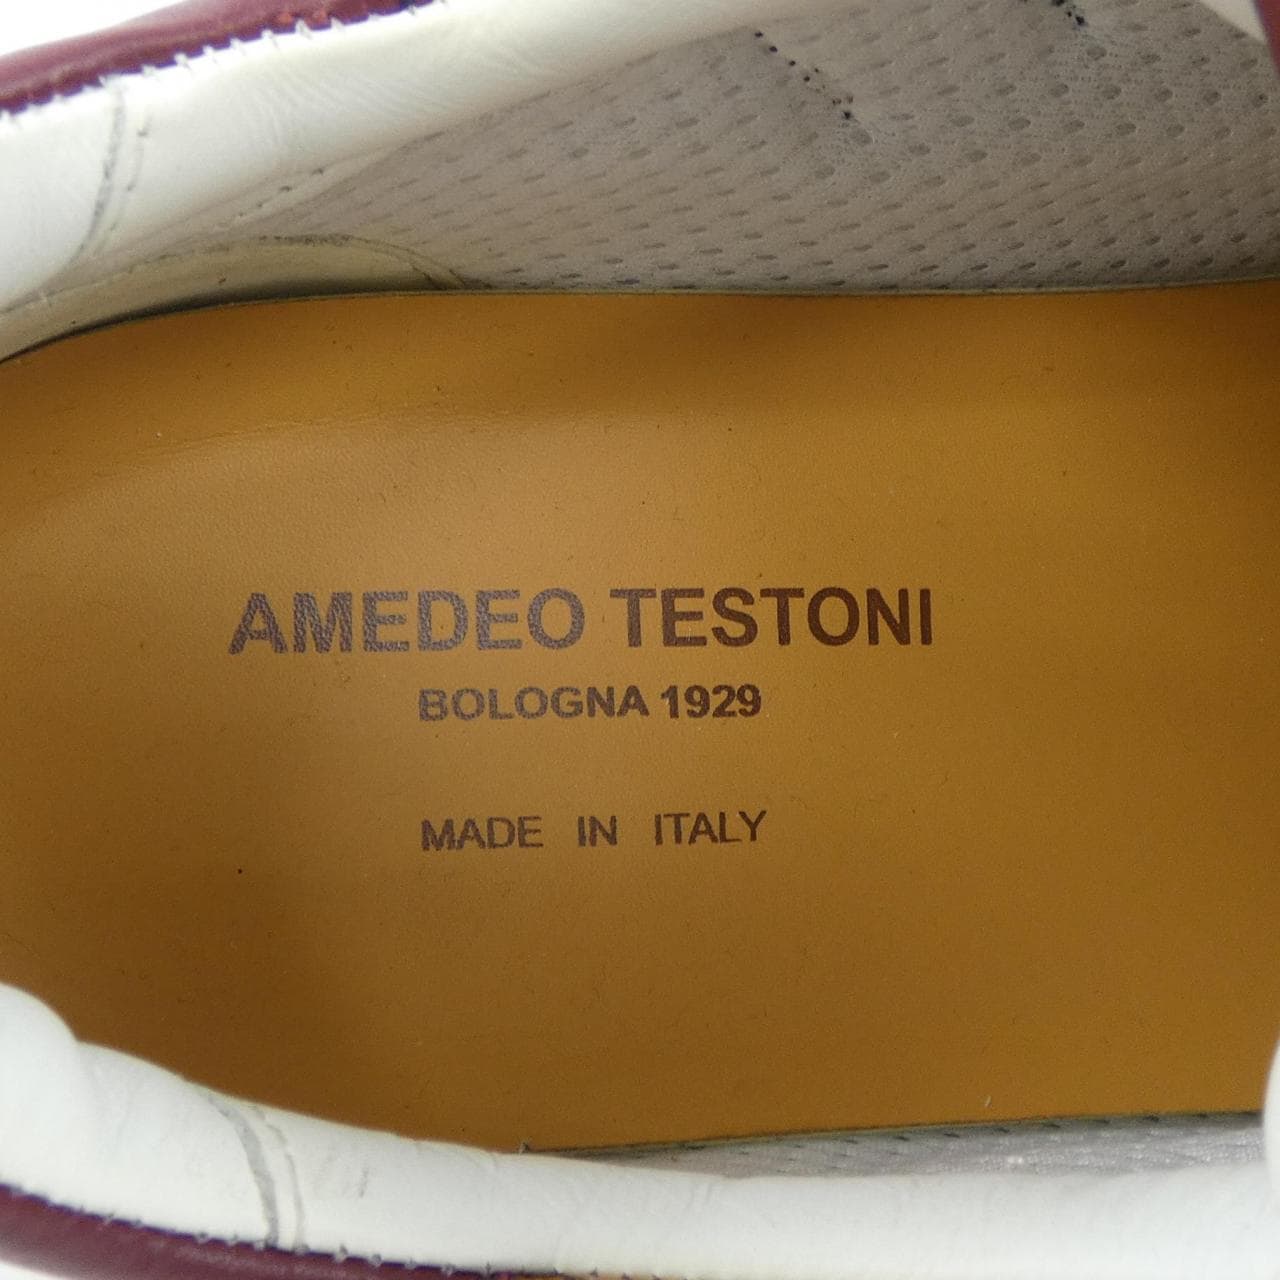 AMEDEO TESTONI
BOLOGNA 1929
MADE IN ITALY